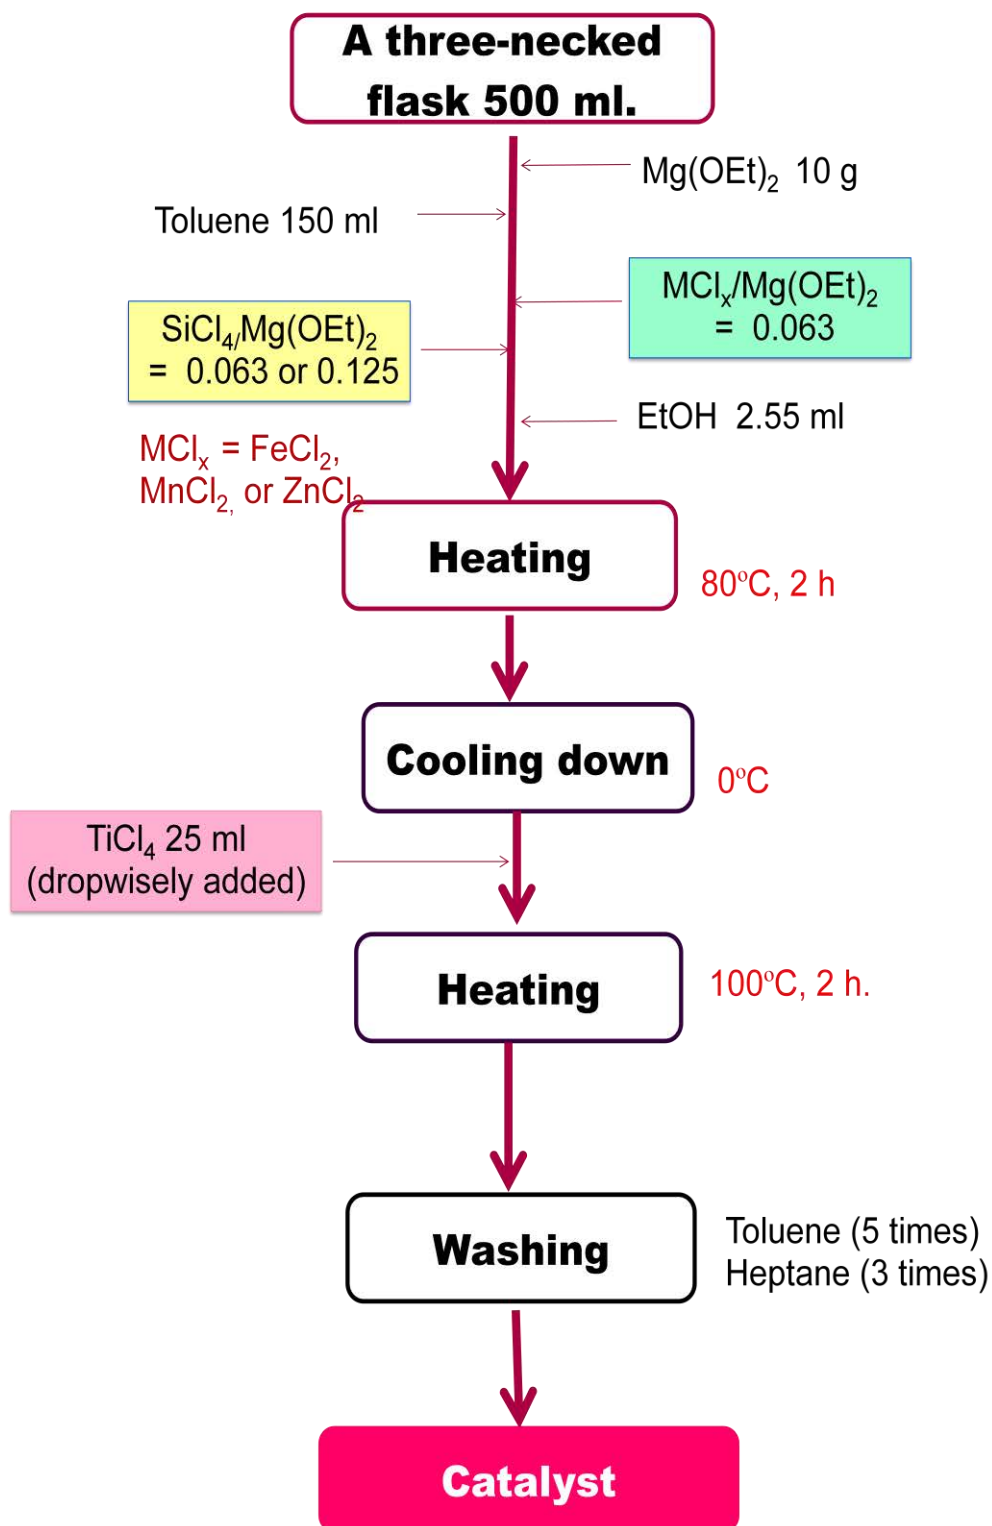 A three-necked
flask 500 ml.
Mg(OEt)₂ 10 g
Toluene 150 ml
MClₓ/Mg(OEt)₂
= 0.063
SiCl₄/Mg(OEt)₂
= 0.063 or 0.125
EtOH 2.55 ml
MClₓ = FeCl₂,
MnCl₂, or ZnCl₂
Heating
80°C, 2 h
Cooling down
0°C
TiCl₄ 25 ml
(dropwisely added)
Heating
100°C, 2 h.
Washing
Toluene (5 times)
Heptane (3 times)
Catalyst